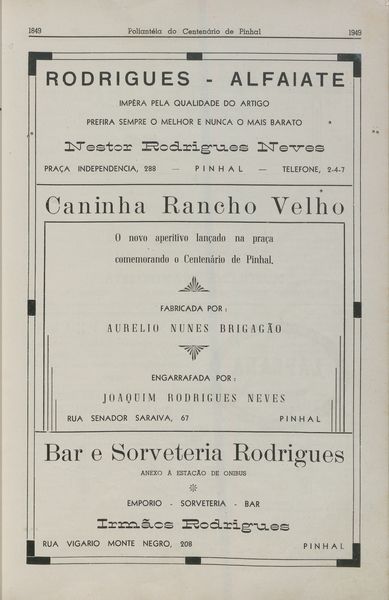 1849 Poliantéia do Centenário de Pinhal 1949
RODRIGUES - ALFAIATE
IMPÉRA PELA QUALIDADE DO ARTIGO
PREFIRA SEMPRE O MELHOR E NUNCA O MAIS BARATO
Nestor Rodrigues Neves
PRAÇA INDEPENDENCIA, 288 — PINHAL — TELEFONE, 2-4-7
Caninha Rancho Velho
O novo aperitivo lançado na praça
comemorando o Centenário de Pinhal.
FABRICADA POR:
AURELIO NUNES BRIGAGÃO
ENGARRAFADA POR:
JOAQUIM RODRIGUES NEVES
RUA SENADOR SARAIVA, 67 PINHAL
Bar e Sorveteria Rodrigues
ANEXO À ESTAÇÃO DE ONIBUS
EMPORIO - SORVETERIA - BAR
Irmãos Rodrigues
RUA VIGARIO MONTE NEGRO, 208 PINHAL